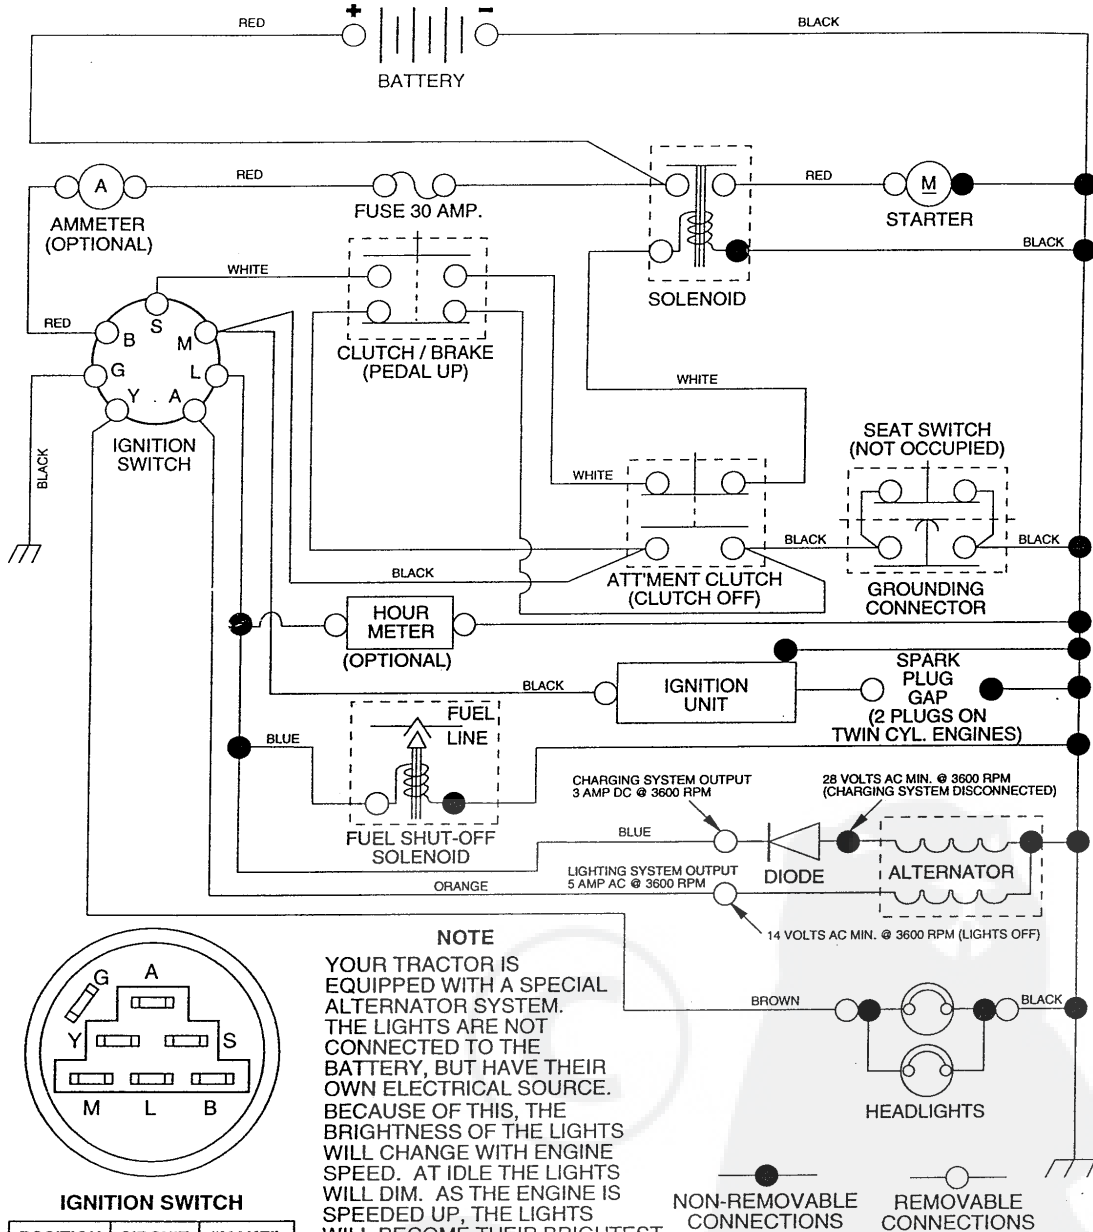 +
-
RED
BLACK
BATTERY
A
RED
RED
M
AMMETER
(OPTIONAL)
FUSE 30 AMP.
STARTER
BLACK
WHITE
SOLENOID
RED
S
B
M
G
L
Y
A
CLUTCH / BRAKE
(PEDAL UP)
WHITE
IGNITION
SWITCH
BLACK
SEAT SWITCH
(NOT OCCUPIED)
WHITE
BLACK
BLACK
BLACK
ATT'MENT CLUTCH
(CLUTCH OFF)
GROUNDING
CONNECTOR
HOUR
METER
(OPTIONAL)
BLACK
IGNITION
UNIT
SPARK
PLUG
GAP
(2 PLUGS ON
TWIN CYL. ENGINES)
FUEL
LINE
BLUE
FUEL SHUT-OFF
SOLENOID
CHARGING SYSTEM OUTPUT
3 AMP DC @ 3600 RPM
28 VOLTS AC MIN. @ 3600 RPM
(CHARGING SYSTEM DISCONNECTED)
BLUE
DIODE
ALTERNATOR
LIGHTING SYSTEM OUTPUT
5 AMP AC @ 3600 RPM
ORANGE
14 VOLTS AC MIN. @ 3600 RPM (LIGHTS OFF)
BROWN
BLACK
HEADLIGHTS
G
A
Y
S
M
L
B
IGNITION SWITCH
NOTE
YOUR TRACTOR IS
EQUIPPED WITH A SPECIAL
ALTERNATOR SYSTEM.
THE LIGHTS ARE NOT
CONNECTED TO THE
BATTERY, BUT HAVE THEIR
OWN ELECTRICAL SOURCE.
BECAUSE OF THIS, THE
BRIGHTNESS OF THE LIGHTS
WILL CHANGE WITH ENGINE
SPEED. AT IDLE THE LIGHTS
WILL DIM. AS THE ENGINE IS
SPEEDED UP, THE LIGHTS
WILL BECOME THEIR BRIGHTEST
NON-REMOVABLE
CONNECTIONS
REMOVABLE
CONNECTIONS
POSITION